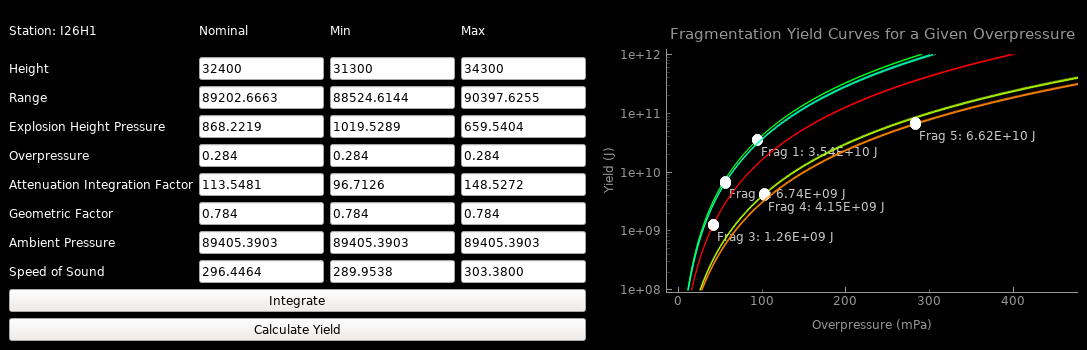 Station: I26H1 Nominal Min Max
Height 32400 31300 34300
Range 89202.6663 88524.6144 90397.6255
Explosion Height Pressure 868.2219 1019.5289 659.5404
Overpressure 0.284 0.284 0.284
Attenuation Integration Factor 113.5481 96.7126 148.5272
Geometric Factor 0.784 0.784 0.784
Ambient Pressure 89405.3903 89405.3903 89405.3903
Speed of Sound 296.4464 289.9538 303.3800
Integrate
Calculate Yield
Fragmentation Yield Curves for a Given Overpressure
Yield (J)
1e+12
1e+11
1e+10
1e+09
1e+08
Frag 5: 6.62E+10 J
Frag 1: 3.54E+10 J
Frag 6.74E+09 J
Frag 4: 4.15E+09 J
Frag 3: 1.26E+09 J
0 100 200 300 400
Overpressure (mPa)